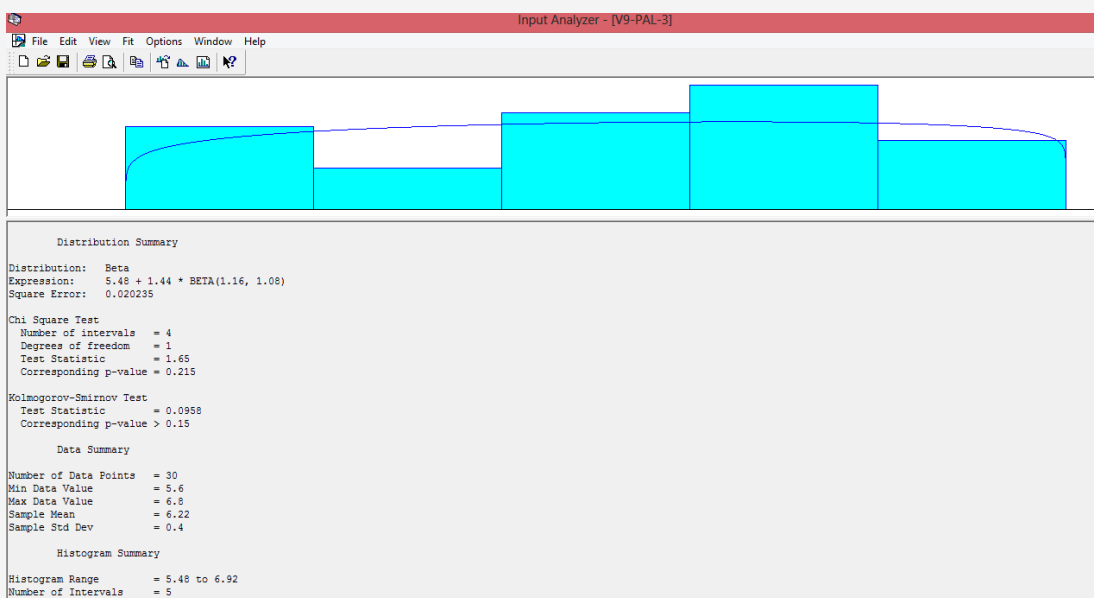 Input Analyzer - [V9-PAL-3]
File Edit View Fit Options Window Help
Distribution Summary
Distribution: Beta
Expression: 5.48 + 1.44 * BETA(1.16, 1.08)
Square Error: 0.020235
Chi Square Test
Number of intervals = 4
Degrees of freedom = 1
Test Statistic = 1.65
Corresponding p-value = 0.215
Kolmogorov-Smirnov Test
Test Statistic = 0.0958
Corresponding p-value > 0.15
Data Summary
Number of Data Points = 30
Min Data Value = 5.6
Max Data Value = 6.8
Sample Mean = 6.22
Sample Std Dev = 0.4
Histogram Summary
Histogram Range = 5.48 to 6.92
Number of Intervals = 5